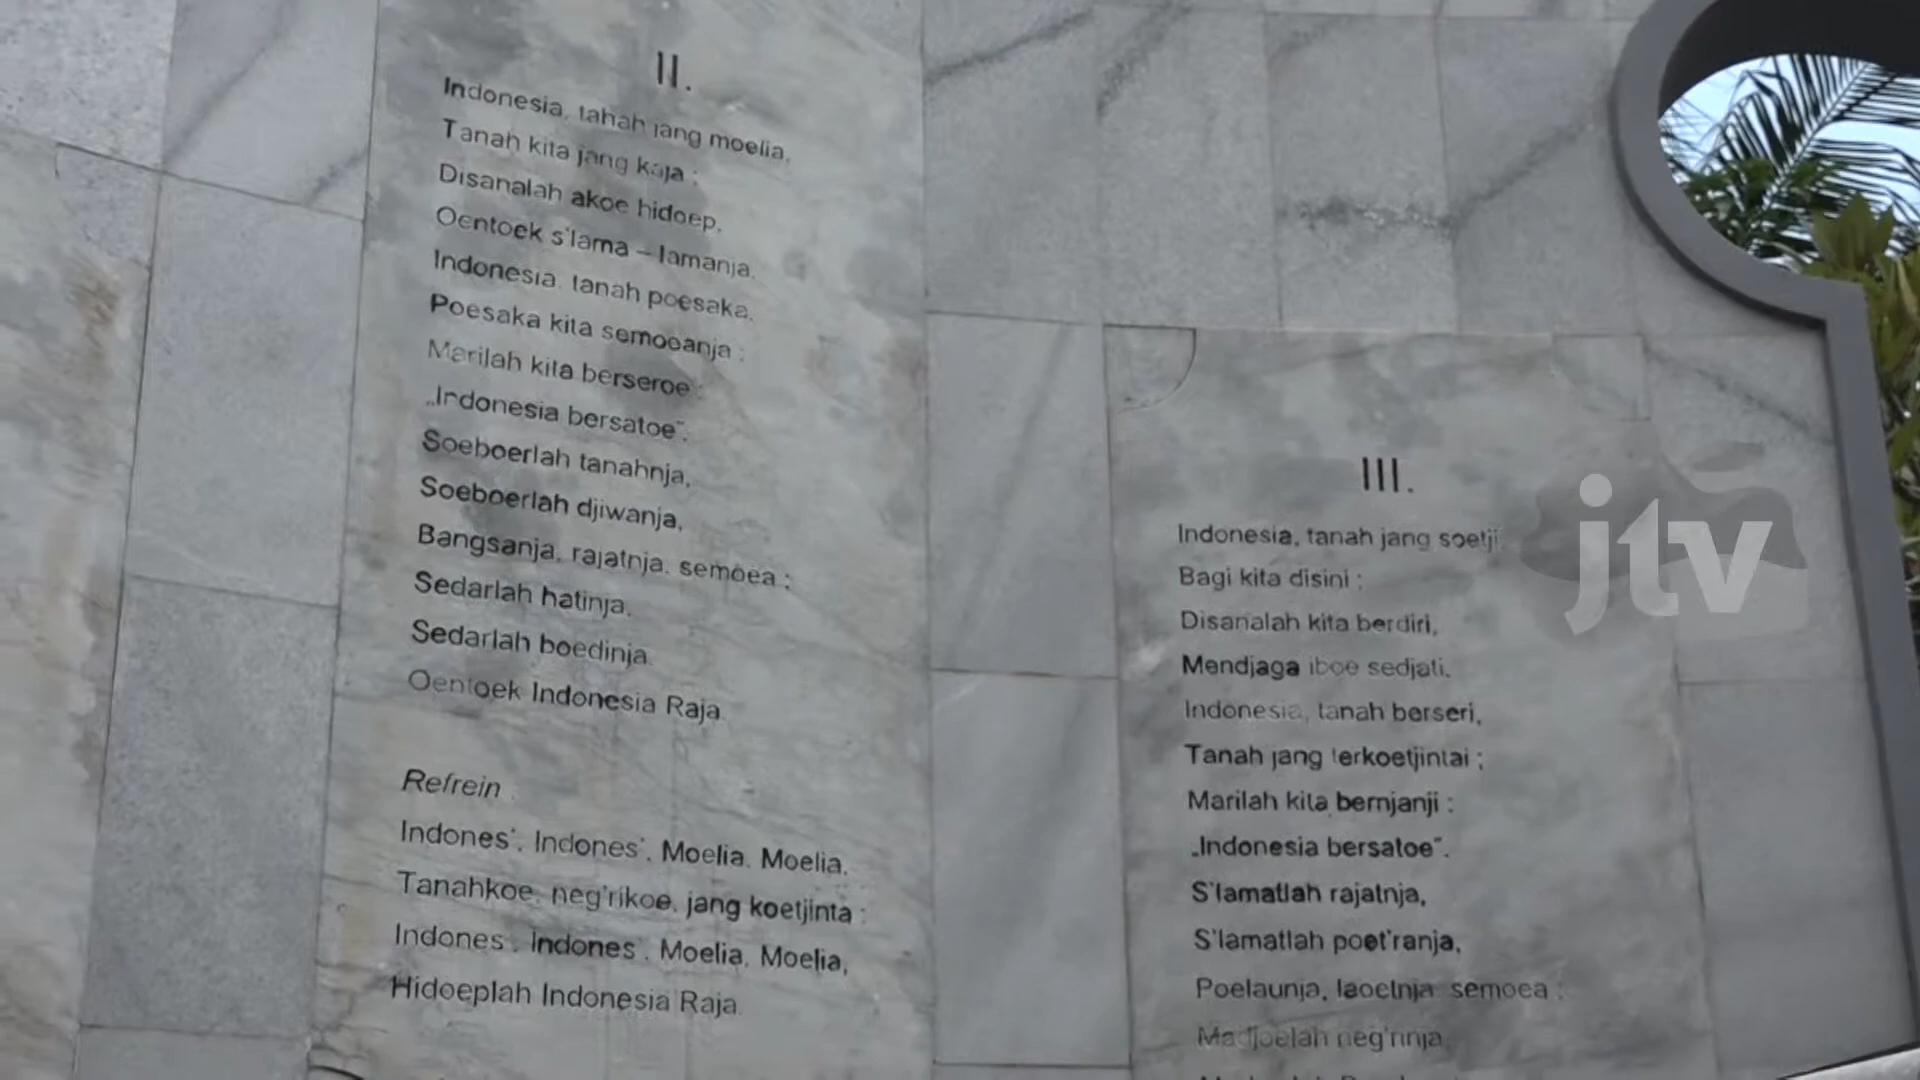 II.
Indonesia, tanah jang moelia,
Tanah kita jang kaja :
Disanalah akoe hidoep,
Oentoek s'lama – lamanja.
Indonesia, tanah poesaka,
Poesaka kita semoeanja :
Marilah kita berseroe :
„Indonesia bersatoe".
Soeboerlah tanahnja,
Soeboerlah djiwanja,
Bangsanja, rajatnja, semoea :
Sedarlah hatinja,
Sedarlah boedinja
Oentoek Indonesia Raja
Refrein
Indones', Indones', Moelia, Moelia,
Tanahkoe, neg'rikoe, jang koetjinta :
Indones', Indones', Moelia, Moelia,
Hidoeplah Indonesia Raja
III.
Indonesia, tanah jang soetji
Bagi kita disini :
Disanalah kita berdiri,
Mendjaga iboe sedjati,
Indonesia, tanah berseri,
Tanah jang terkoetjintai ;
Marilah kita bernjanji :
„Indonesia bersatoe".
S'lamatlah rajatnja,
S'lamatlah poet'ranja,
Poelaunja, laoetnja semoea :
Madjoelah neg'rinja
jtv